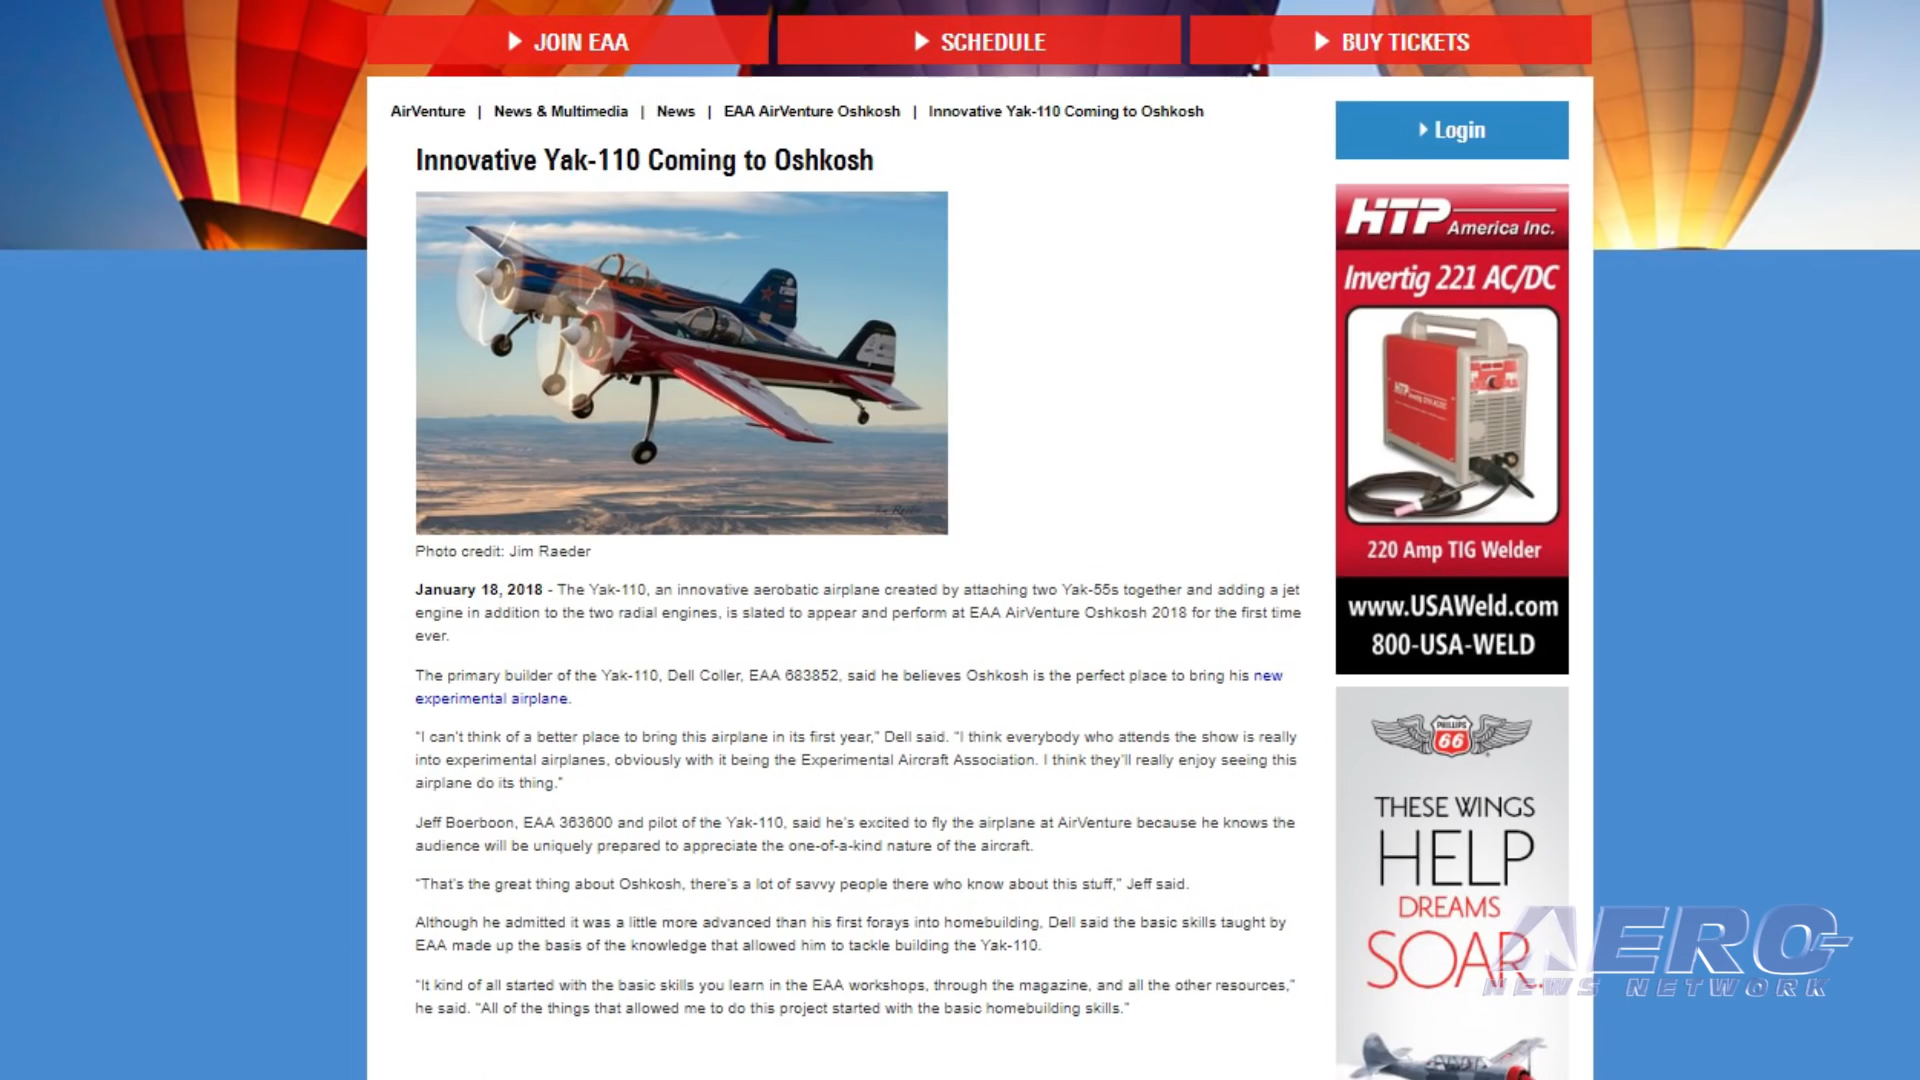 JOIN EAA
SCHEDULE
BUY TICKETS
AirVenture | News & Multimedia | News | EAA AirVenture Oshkosh | Innovative Yak-110 Coming to Oshkosh
Innovative Yak-110 Coming to Oshkosh
Photo credit: Jim Raeder
January 18, 2018 - The Yak-110, an innovative aerobatic airplane created by attaching two Yak-55s together and adding a jet
engine in addition to the two radial engines, is slated to appear and perform at EAA AirVenture Oshkosh 2018 for the first time
ever.
The primary builder of the Yak-110, Dell Coller, EAA 683852, said he believes Oshkosh is the perfect place to bring his new
experimental airplane.
“I can’t think of a better place to bring this airplane in its first year,” Dell said. “I think everybody who attends the show is really
into experimental airplanes, obviously with it being the Experimental Aircraft Association. I think they’ll really enjoy seeing this
airplane do its thing.”
Jeff Boerboon, EAA 363600 and pilot of the Yak-110, said he’s excited to fly the airplane at AirVenture because he knows the
audience will be uniquely prepared to appreciate the one-of-a-kind nature of the aircraft.
“That’s the great thing about Oshkosh, there’s a lot of savvy people there who know about this stuff,” Jeff said.
Although he admitted it was a little more advanced than his first forays into homebuilding, Dell said the basic skills taught by
EAA made up the basis of the knowledge that allowed him to tackle building the Yak-110.
“It kind of all started with the basic skills you learn in the EAA workshops, through the magazine, and all the other resources,”
he said. “All of the things that allowed me to do this project started with the basic homebuilding skills.”
Login
HTP
America Inc.
Invertig 221 AC/DC
HTP
220 Amp TIG Welder
www.USAWeld.com
800-USA-WELD
PHILLIPS
66
THESE WINGS
HELP
DREAMS
SOAR.
AERO-
NEWS NETWORK